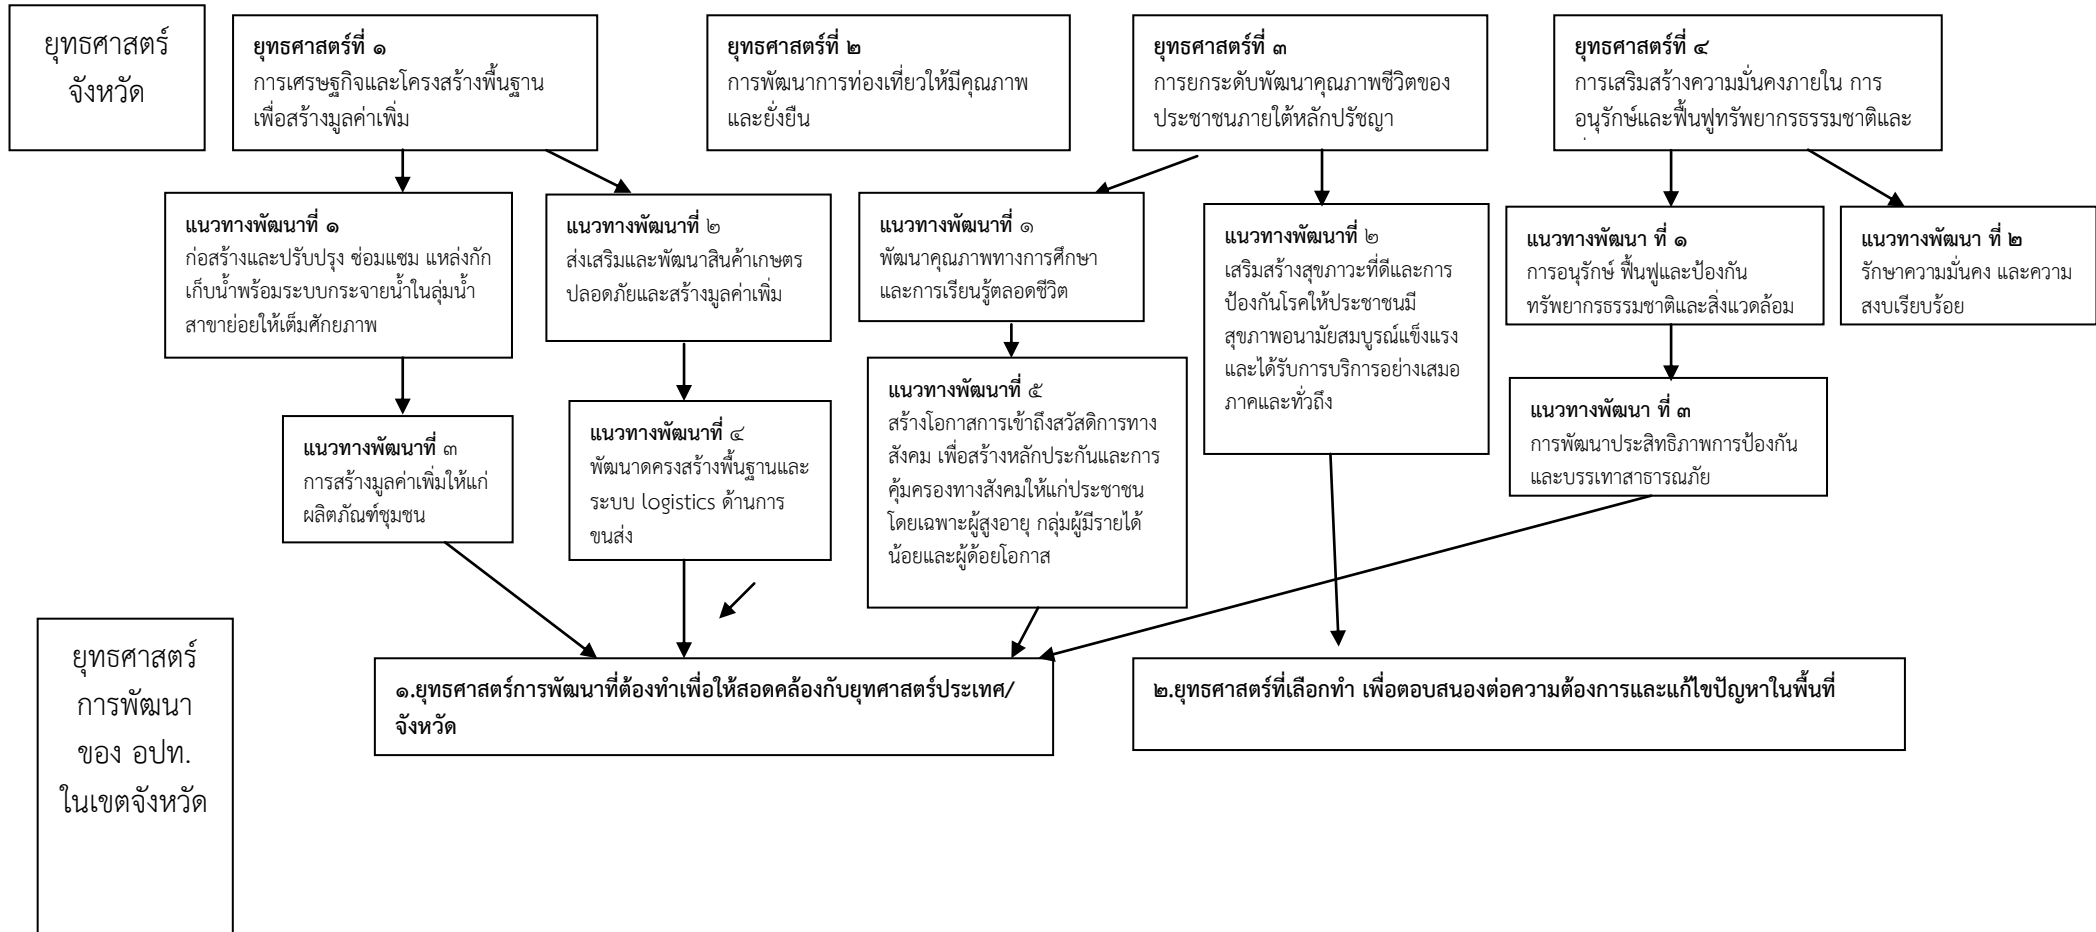 ยุทธศาสตร์
จังหวัด
ยุทธศาสตร์ที่ ๑
การเศรษฐกิจและโครงสร้างพื้นฐาน
เพื่อสร้างมูลค่าเพิ่ม
ยุทธศาสตร์ที่ ๒
การพัฒนาการท่องเที่ยวให้มีคุณภาพ
และยั่งยืน
ยุทธศาสตร์ที่ ๓
การยกระดับพัฒนาคุณภาพชีวิตของ
ประชาชนภายใต้หลักปรัชญา
ยุทธศาสตร์ที่ ๔
การเสริมสร้างความมั่นคงภายใน การ
อนุรักษ์และฟื้นฟูทรัพยากรธรรมชาติและ
แนวทางพัฒนาที่ ๑
ก่อสร้างและปรับปรุง ซ่อมแซม แหล่งกัก
เก็บน้ำพร้อมระบบกระจายน้ำในลุ่มน้ำ
สาขาย่อยให้เต็มศักยภาพ
แนวทางพัฒนาที่ ๒
ส่งเสริมและพัฒนาสินค้าเกษตร
ปลอดภัยและสร้างมูลค่าเพิ่ม
แนวทางพัฒนาที่ ๑
พัฒนาคุณภาพทางการศึกษา
และการเรียนรู้ตลอดชีวิต
แนวทางพัฒนาที่ ๒
เสริมสร้างสุขภาวะที่ดีและการ
ป้องกันโรคให้ประชาชนมี
สุขภาพอนามัยสมบูรณ์แข็งแรง
และได้รับการบริการอย่างเสมอ
ภาคและทั่วถึง
แนวทางพัฒนา ที่ ๑
การอนุรักษ์ ฟื้นฟูและป้องกัน
ทรัพยากรธรรมชาติและสิ่งแวดล้อม
แนวทางพัฒนา ที่ ๒
รักษาความมั่นคง และความ
สงบเรียบร้อย
แนวทางพัฒนาที่ ๓
การสร้างมูลค่าเพิ่มให้แก่
ผลิตภัณฑ์ชุมชน
แนวทางพัฒนาที่ ๔
พัฒนาดครงสร้างพื้นฐานและ
ระบบ logistics ด้านการ
ขนส่ง
แนวทางพัฒนาที่ ๕
สร้างโอกาสการเข้าถึงสวัสดิการทาง
สังคม เพื่อสร้างหลักประกันและการ
คุ้มครองทางสังคมให้แก่ประชาชน
โดยเฉพาะผู้สูงอายุ กลุ่มผู้มีรายได้
น้อยและผู้ด้อยโอกาส
แนวทางพัฒนา ที่ ๓
การพัฒนาประสิทธิภาพการป้องกัน
และบรรเทาสาธารณภัย
ยุทธศาสตร์
การพัฒนา
ของ อปท.
ในเขตจังหวัด
๑.ยุทธศาสตร์การพัฒนาที่ต้องทำเพื่อให้สอดคล้องกับยุทศาสตร์ประเทศ/
จังหวัด
๒.ยุทธศาสตร์ที่เลือกทำ เพื่อตอบสนองต่อความต้องการและแก้ไขปัญหาในพื้นที่